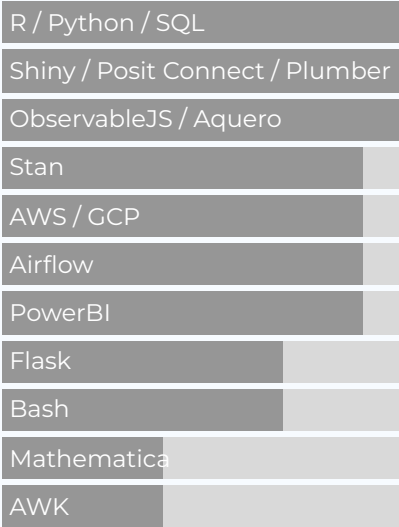 R / Python / SQL
Shiny / Posit Connect / Plumber
ObservableJS / Aquero
Stan
AWS / GCP
Airflow
PowerBI
Flask
Bash
Mathematica
AWK